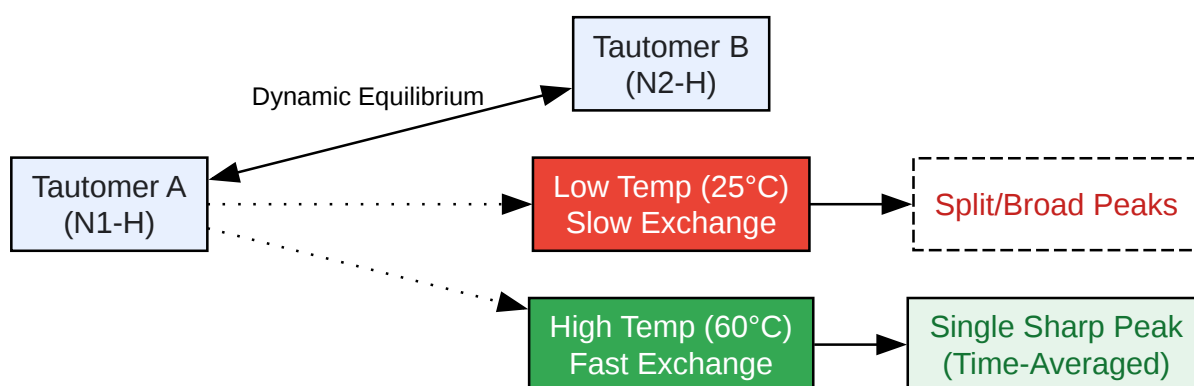 Tautomer B
(N2-H)
Dynamic Equilibrium
Tautomer A
(N1-H)
Low Temp (25°C)
Slow Exchange
Split/Broad Peaks
High Temp (60°C)
Fast Exchange
Single Sharp Peak
(Time-Averaged)